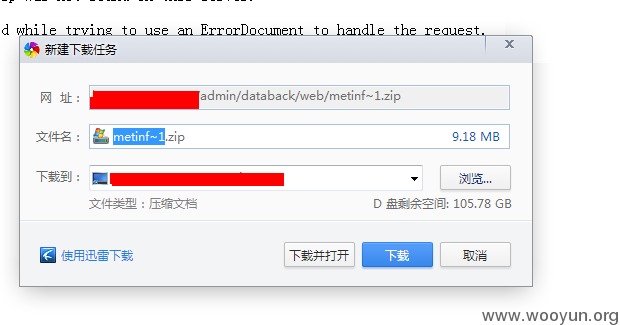 d while trying to use an ErrorDocument to handle the request.
新建下载任务
网 址： admin/databack/web/metinf~1.zip
文件名： metinf~1.zip 9.18 MB
下载到： 浏览...
文件类型：压缩文档 D 盘剩余空间: 105.78 GB
使用迅雷下载 下载并打开 下载 取消
www.wooyun.org